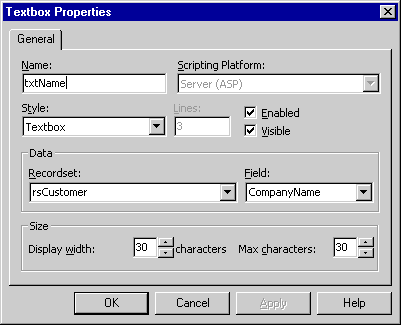 Textbox Properties
General
Name: Scripting Platform:
txtName Server (ASP)
Style: Lines: Enabled
Textbox 3 Visible
Data
Recordset: Field:
rsCustomer CompanyName
Size
Display width: 30 characters Max characters: 30
OK Cancel Apply Help